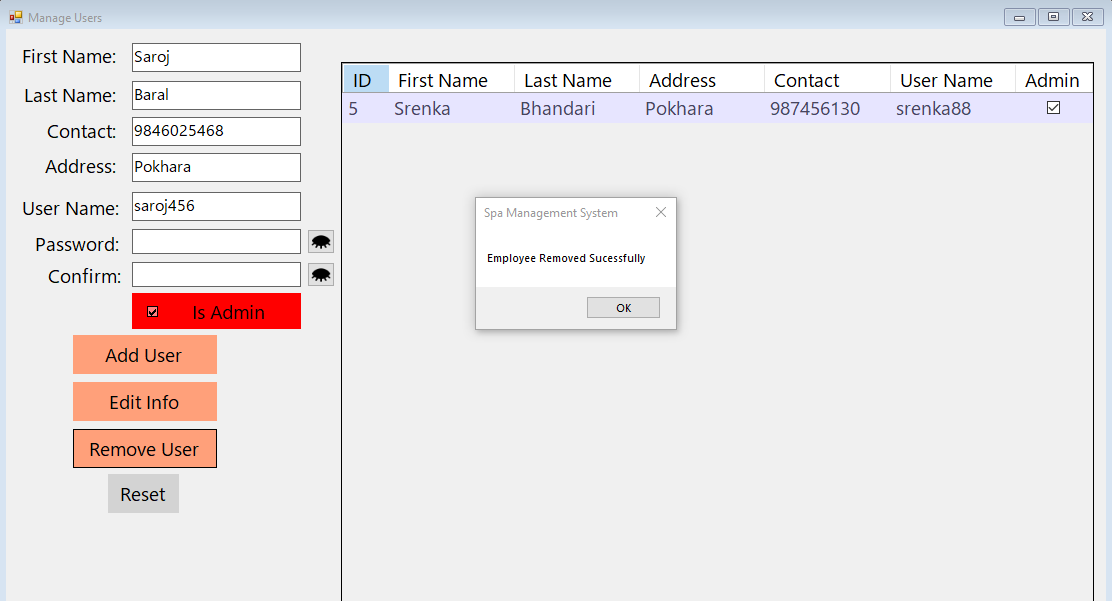 Manage Users
First Name: Saroj
Last Name: Baral
Contact: 9846025468
Address: Pokhara
User Name: saroj456
Password:
Confirm:
Is Admin
Add User
Edit Info
Remove User
Reset
ID First Name Last Name Address Contact User Name Admin
5 Srenka Bhandari Pokhara 987456130 srenka88
Spa Management System
Employee Removed Sucessfully
OK